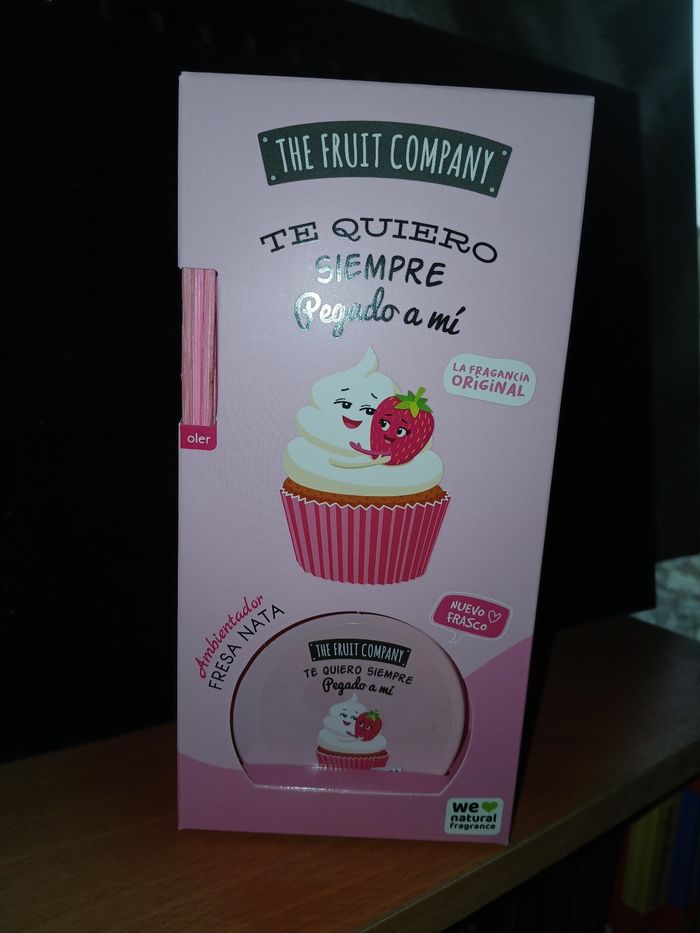 THE FRUIT COMPANY
TE QUIERO
SIEMPRE
Pegado a mí
LA FRAGANCIA
ORIGINAL
oler
Ambientador
FRESA NATA
NUEVO
FRASCO
THE FRUIT COMPANY
TE QUIERO SIEMPRE
Pegado a mí
we
natural
fragrance